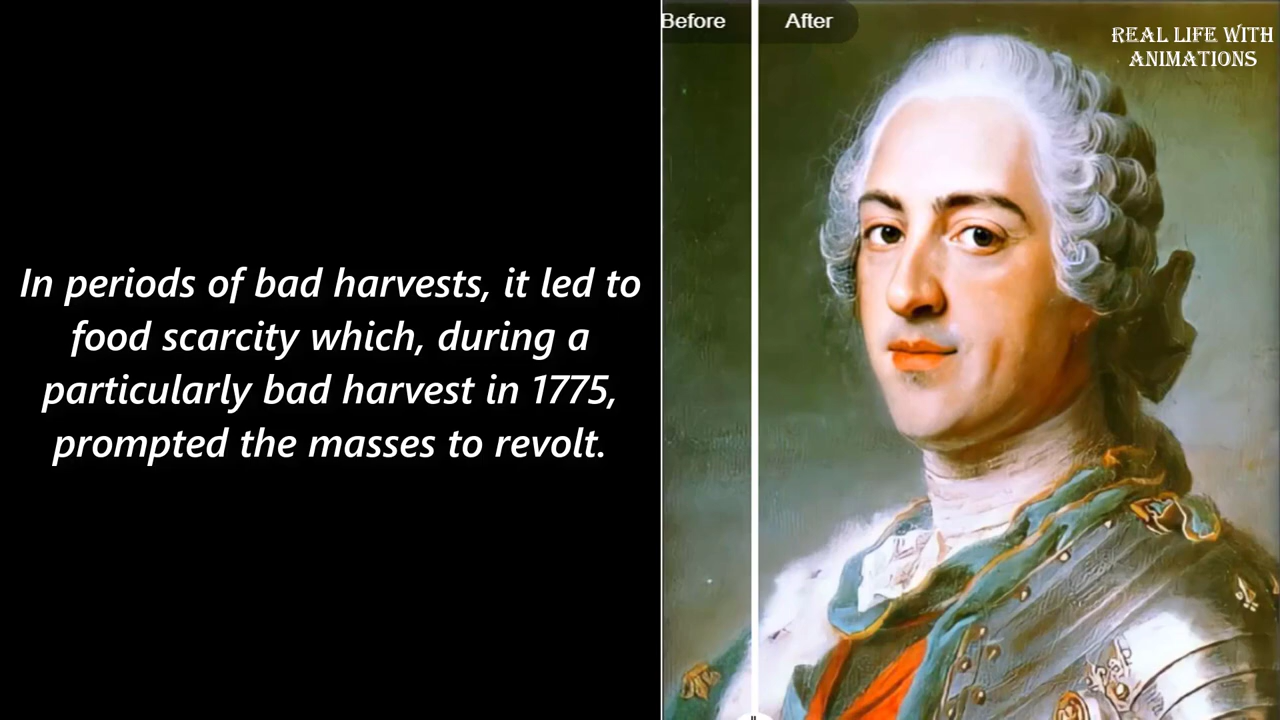 In periods of bad harvests, it led to
food scarcity which, during a
particularly bad harvest in 1775,
prompted the masses to revolt.
Before
After
REAL LIFE WITH
ANIMATIONS